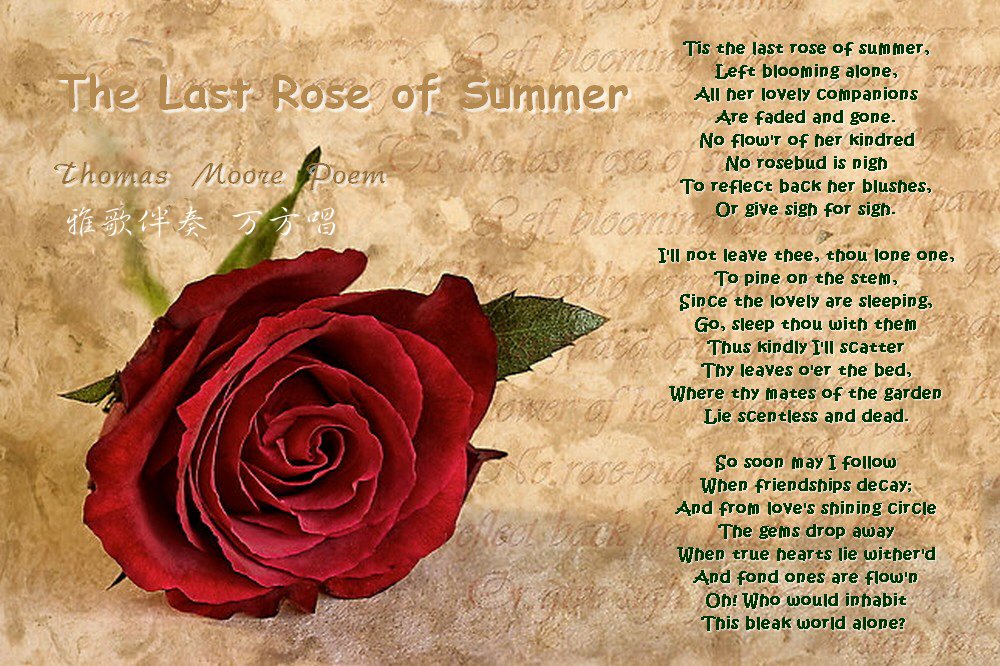 The Last Rose of Summer
Thomas Moore Poem
雅歌伴奏 万方唱
'Tis the last rose of summer,
Left blooming alone,
All her lovely companions
Are faded and gone.
No flow'r of her kindred
No rosebud is nigh
To reflect back her blushes,
Or give sigh for sigh.
I'll not leave thee, thou lone one,
To pine on the stem,
Since the lovely are sleeping,
Go, sleep thou with them
Thus kindly I'll scatter
Thy leaves o'er the bed,
Where thy mates of the garden
Lie scentless and dead.
So soon may I follow
When friendships decay;
And from love's shining circle
The gems drop away
When true hearts lie wither'd
And fond ones are flow'n
Oh! Who would inhabit
This bleak world alone?